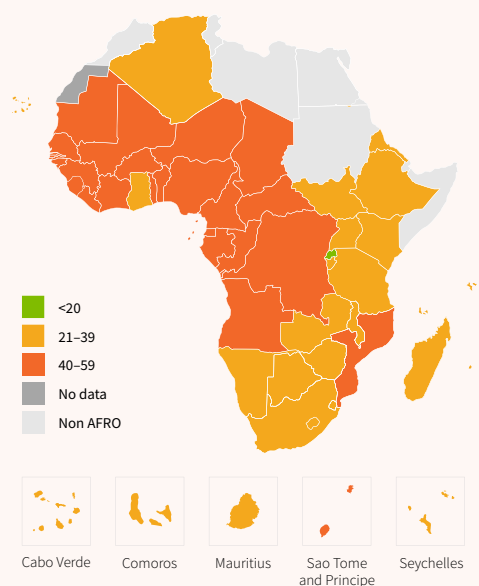 <20
21–39
40–59
No data
Non AFRO
Cabo Verde
Comoros
Mauritius
Sao Tome
and Principe
Seychelles